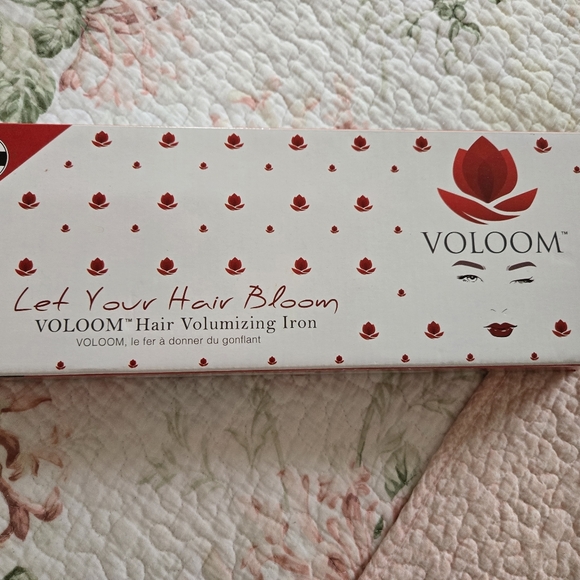 VOLOOM™
Let Your Hair Bloom
VOLOOM™ Hair Volumizing Iron
VOLOOM, le fer à donner du gonflant